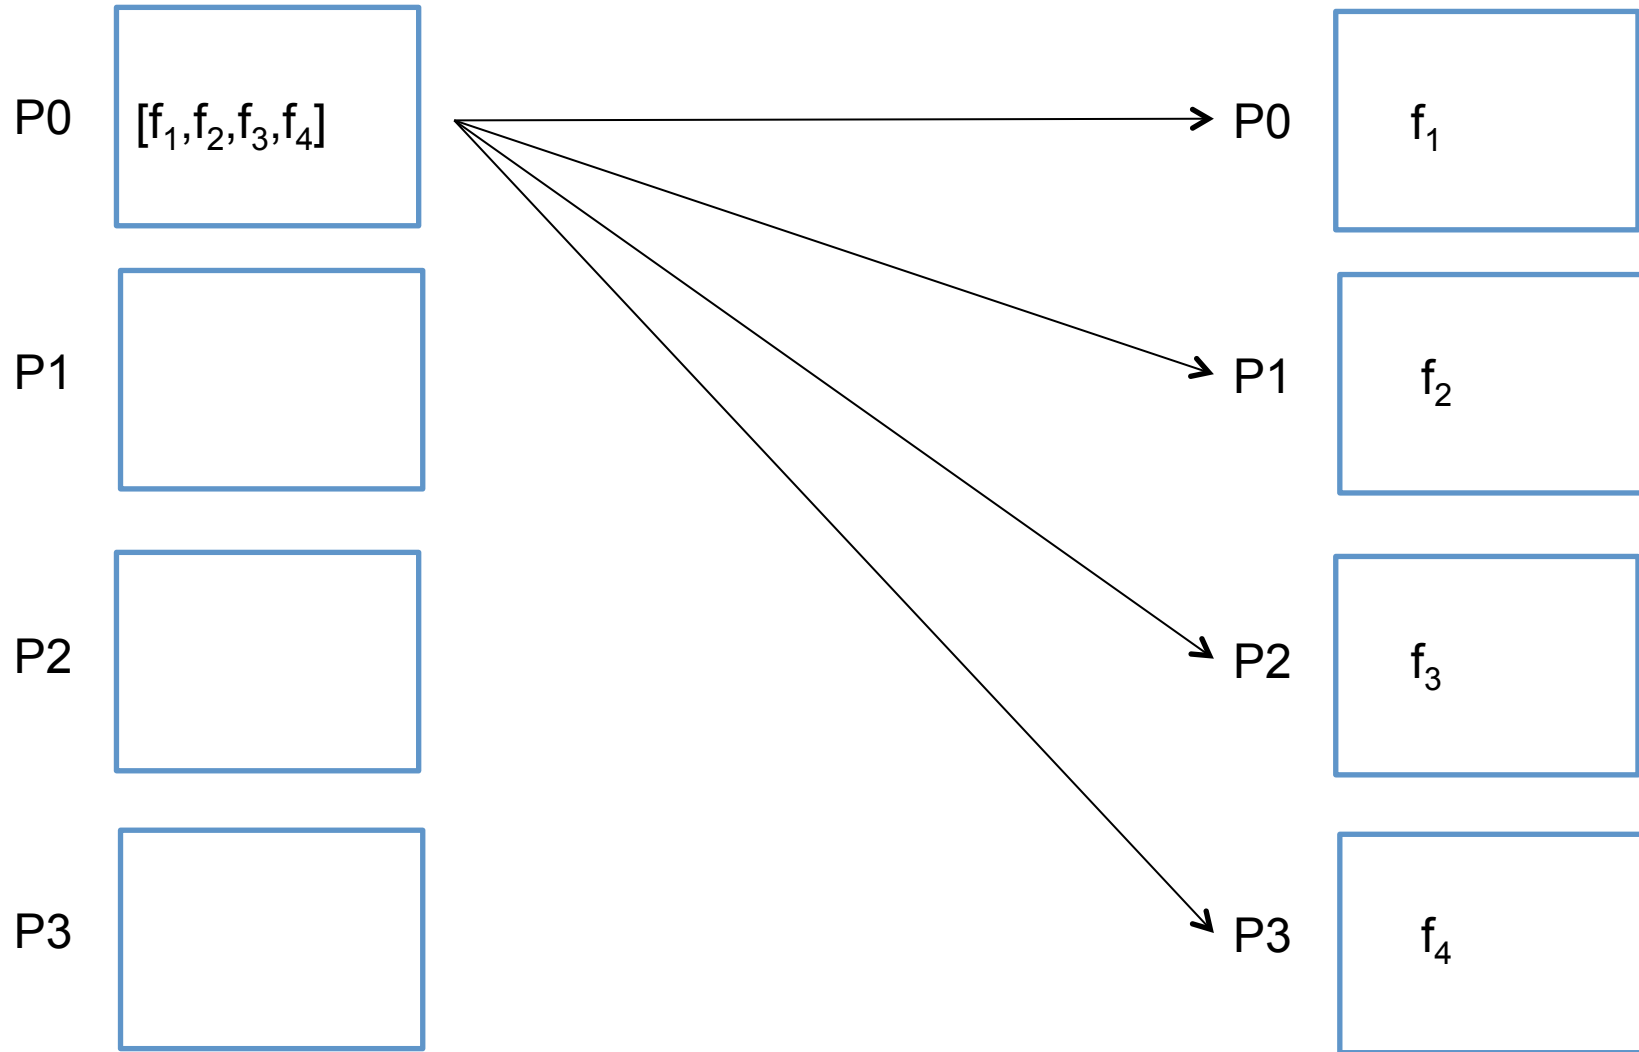 P0 [f₁,f₂,f₃,f₄] P0 f₁
P1 P1 f₂
P2 P2 f₃
P3 P3 f₄